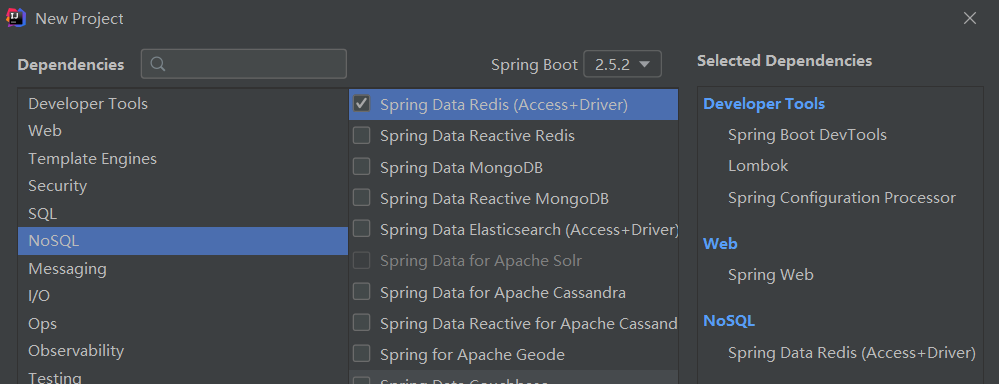 New Project
Dependencies
Spring Boot 2.5.2
Selected Dependencies
Developer Tools
Web
Template Engines
Security
SQL
NoSQL
Messaging
I/O
Ops
Observability
Testing
Spring Data Redis (Access+Driver)
Spring Data Reactive Redis
Spring Data MongoDB
Spring Data Reactive MongoDB
Spring Data Elasticsearch (Access+Driver)
Spring Data for Apache Solr
Spring Data for Apache Cassandra
Spring Data Reactive for Apache Cassand
Spring for Apache Geode
Spring Data Couchbase
Developer Tools
Spring Boot DevTools
Lombok
Spring Configuration Processor
Web
Spring Web
NoSQL
Spring Data Redis (Access+Driver)